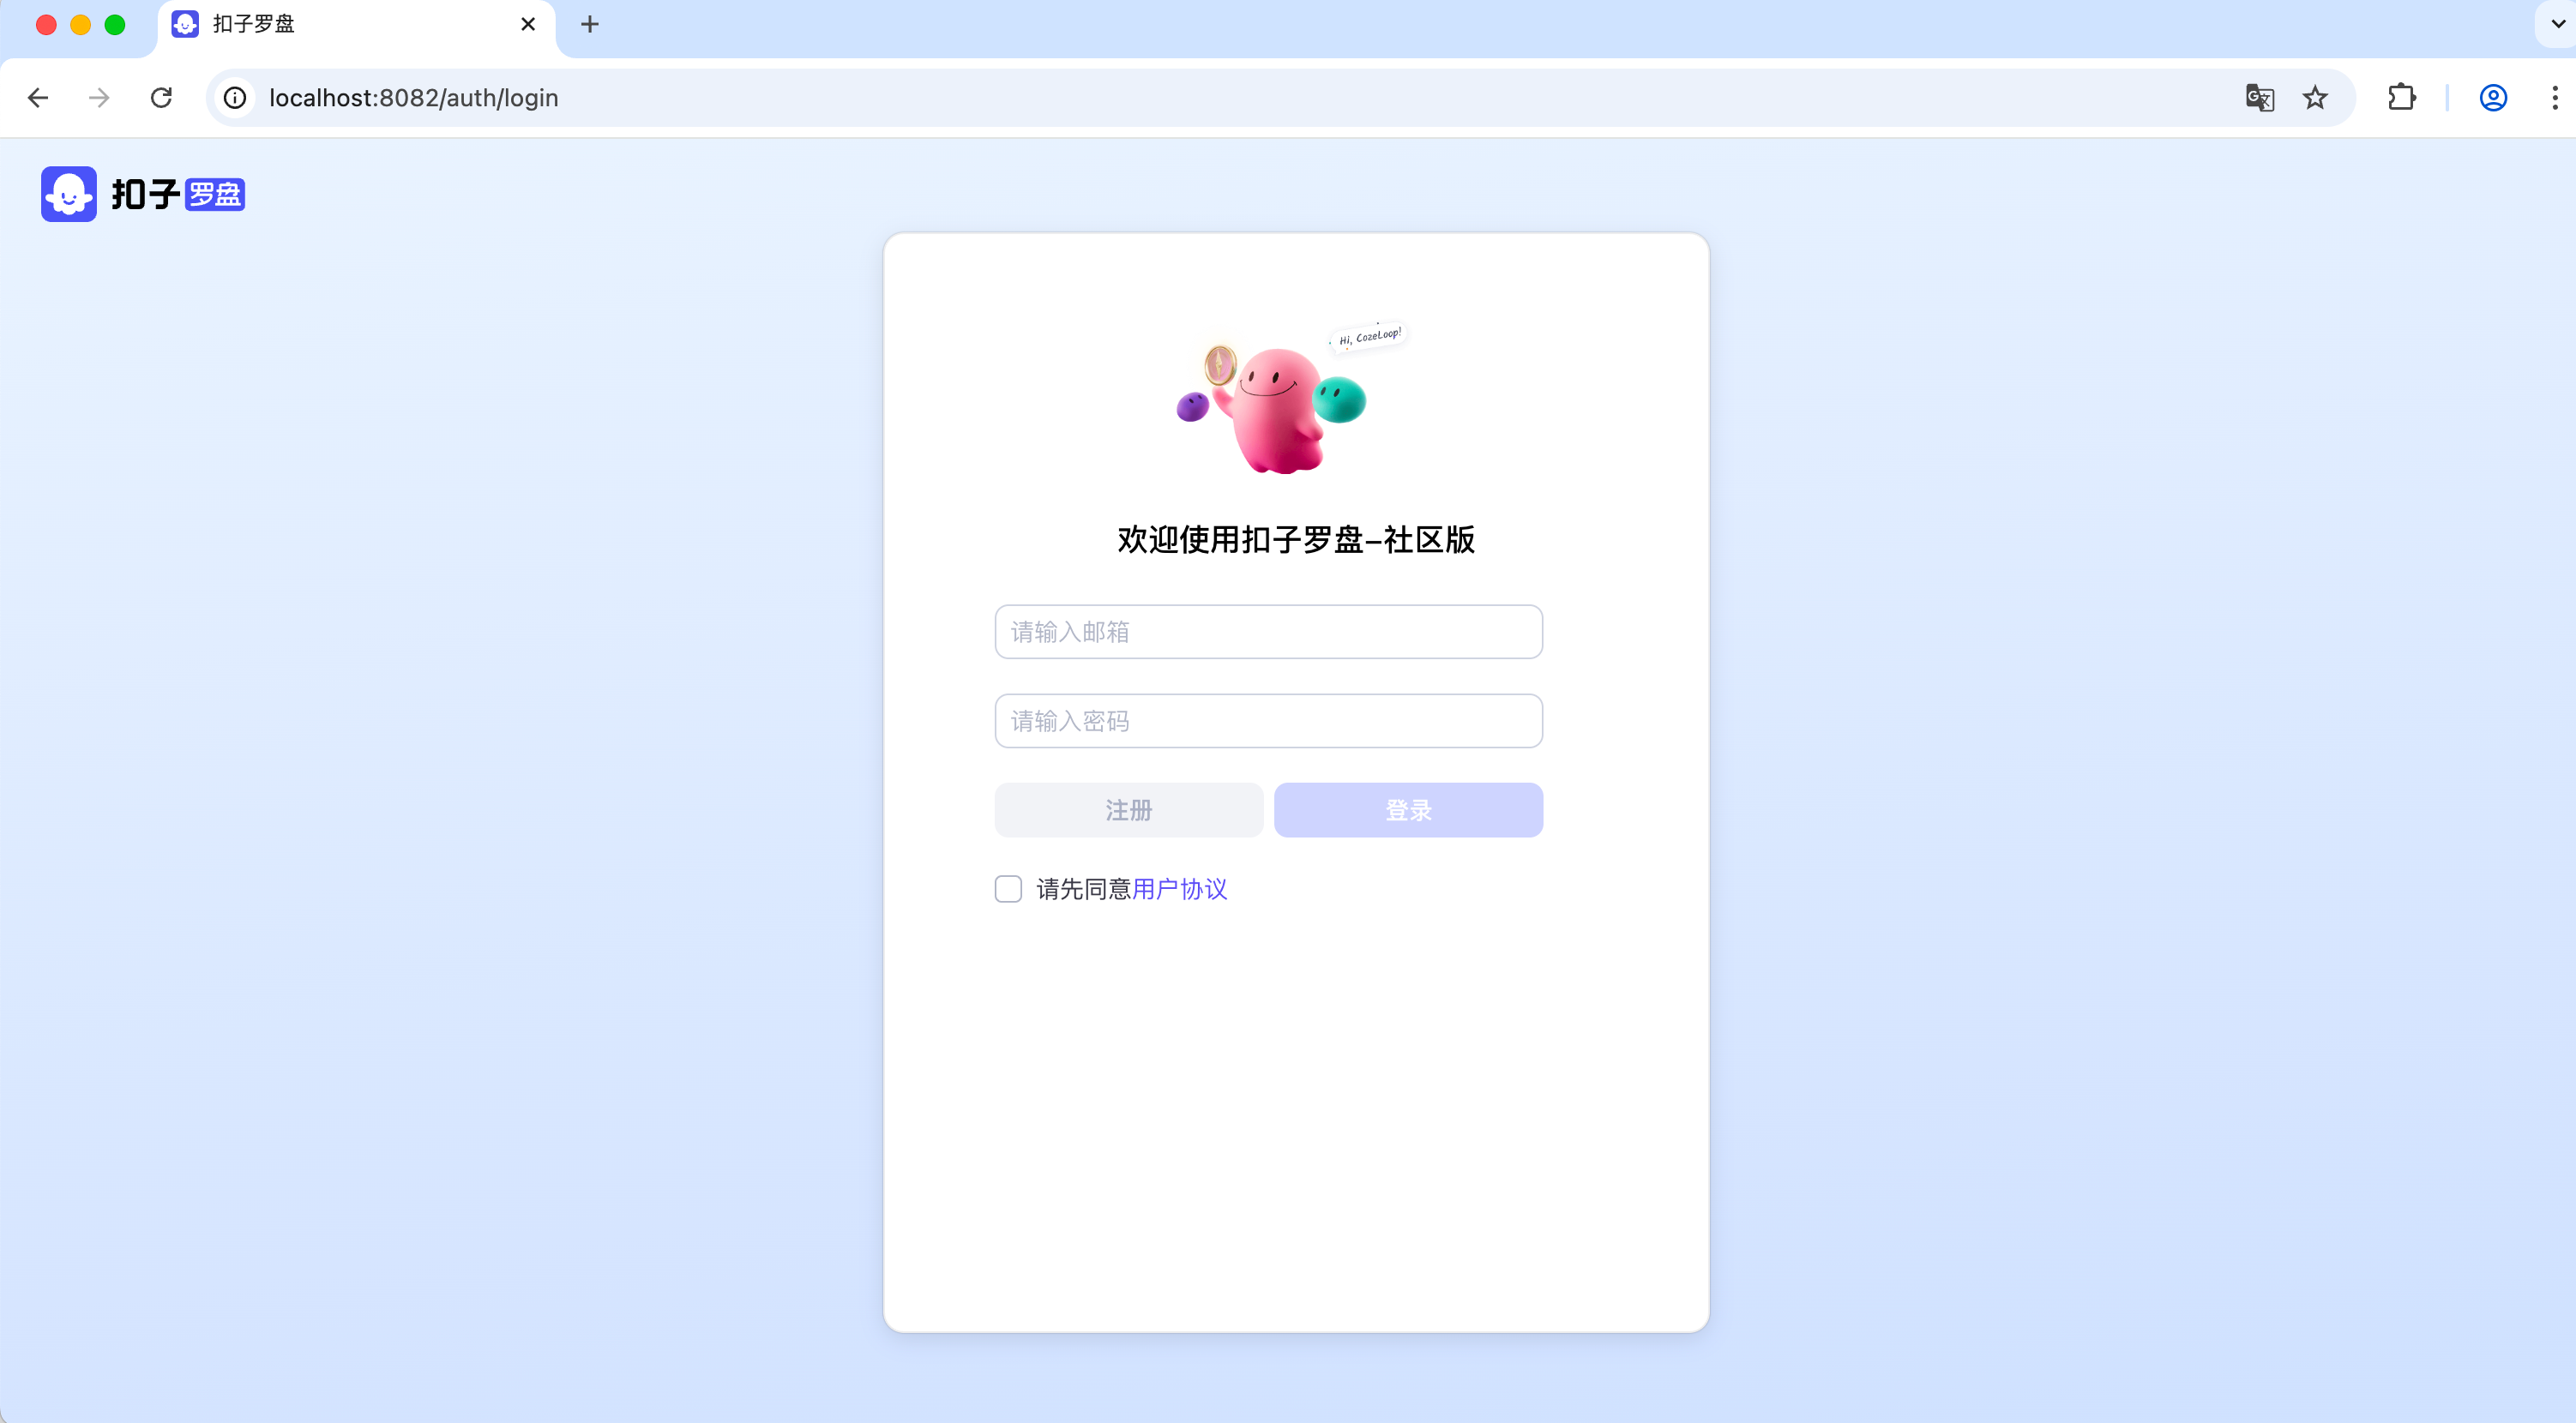 扣子罗盘
localhost:8082/auth/login
扣子罗盘
Hi, CozeLoop!
欢迎使用扣子罗盘-社区版
请输入邮箱
请输入密码
注册 登录
请先同意用户协议